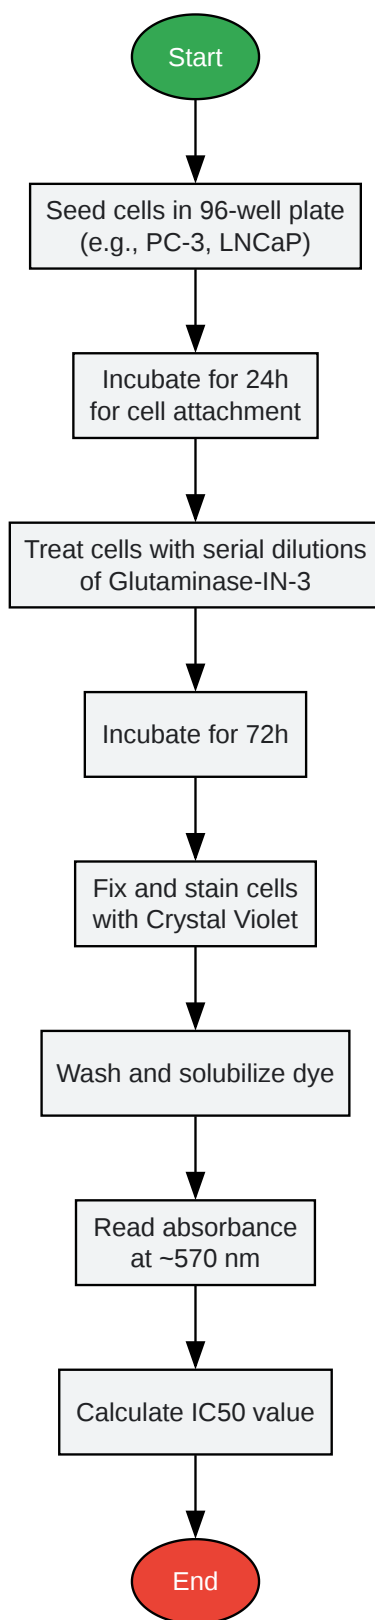 Start
Seed cells in 96-well plate
(e.g., PC-3, LNCaP)
Incubate for 24h
for cell attachment
Treat cells with serial dilutions
of Glutaminase-IN-3
Incubate for 72h
Fix and stain cells
with Crystal Violet
Wash and solubilize dye
Read absorbance
at ~570 nm
Calculate IC50 value
End